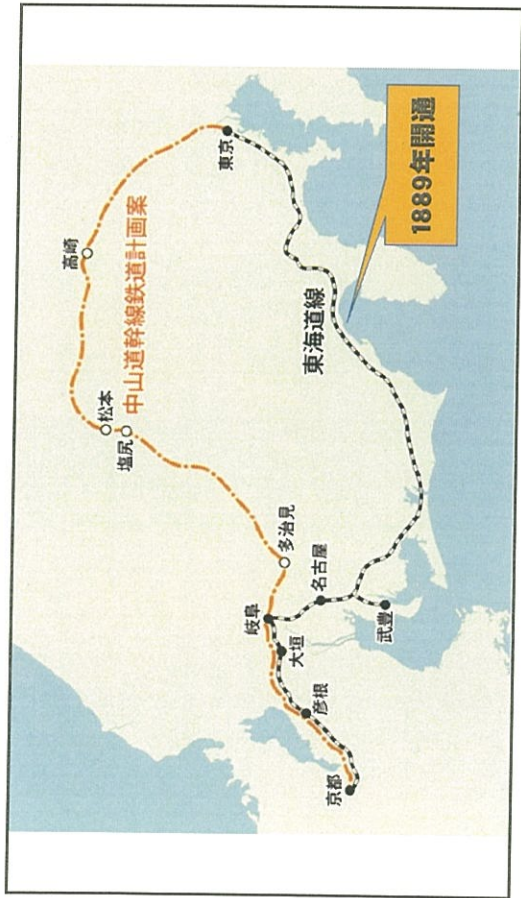 高崎
松本
塩尻
中山道幹線鉄道計画案
東京
多治見
岐阜
大垣
名古屋
彦根
京都
武豊
東海道線
1889年開通